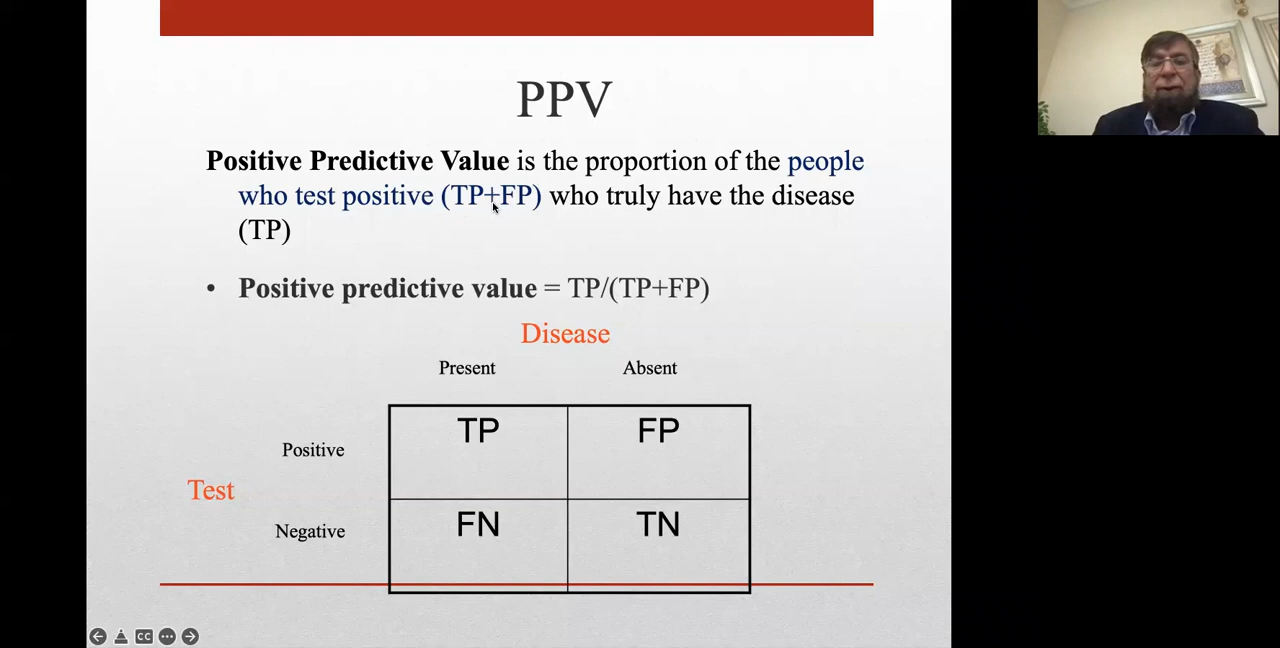 PPV
Positive Predictive Value is the proportion of the people
who test positive (TP+FP) who truly have the disease
(TP)
• Positive predictive value = TP/(TP+FP)
Disease
Present Absent
TP FP
Positive
Test
FN TN
Negative
CC